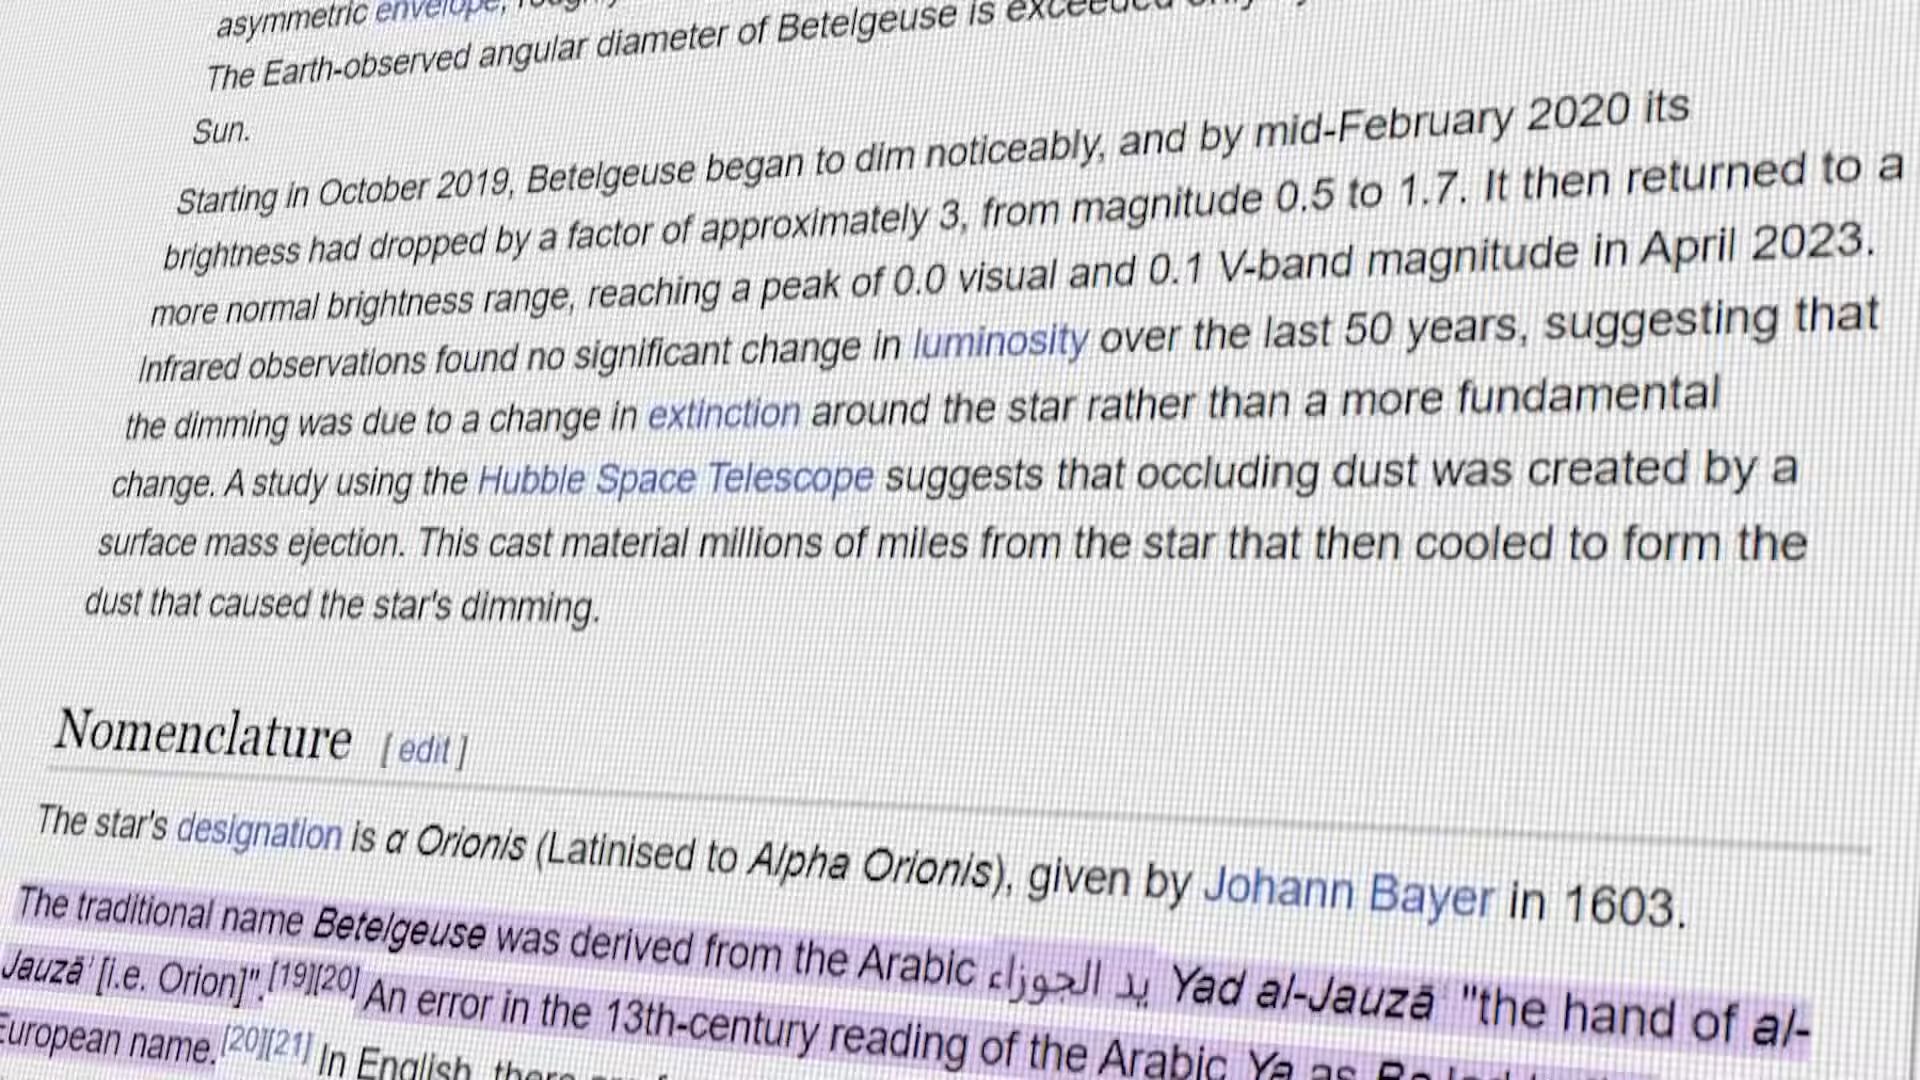 asymmetric envelope,
The Earth-observed angular diameter of Betelgeuse is exceeded
Sun.
Starting in October 2019, Betelgeuse began to dim noticeably, and by mid-February 2020 its
brightness had dropped by a factor of approximately 3, from magnitude 0.5 to 1.7. It then returned to a
more normal brightness range, reaching a peak of 0.0 visual and 0.1 V-band magnitude in April 2023.
Infrared observations found no significant change in luminosity over the last 50 years, suggesting that
the dimming was due to a change in extinction around the star rather than a more fundamental
change. A study using the Hubble Space Telescope suggests that occluding dust was created by a
surface mass ejection. This cast material millions of miles from the star that then cooled to form the
dust that caused the star's dimming.
Nomenclature [ edit ]
The star's designation is α Orionis (Latinised to Alpha Orionis), given by Johann Bayer in 1603.
The traditional name Betelgeuse was derived from the Arabic يد الجوزاء Yad al-Jauzā' "the hand of al-
Jauzā' [i.e. Orion]".[19][20] An error in the 13th-century reading of the Arabic Ya as
European name.[20][21] In English, there